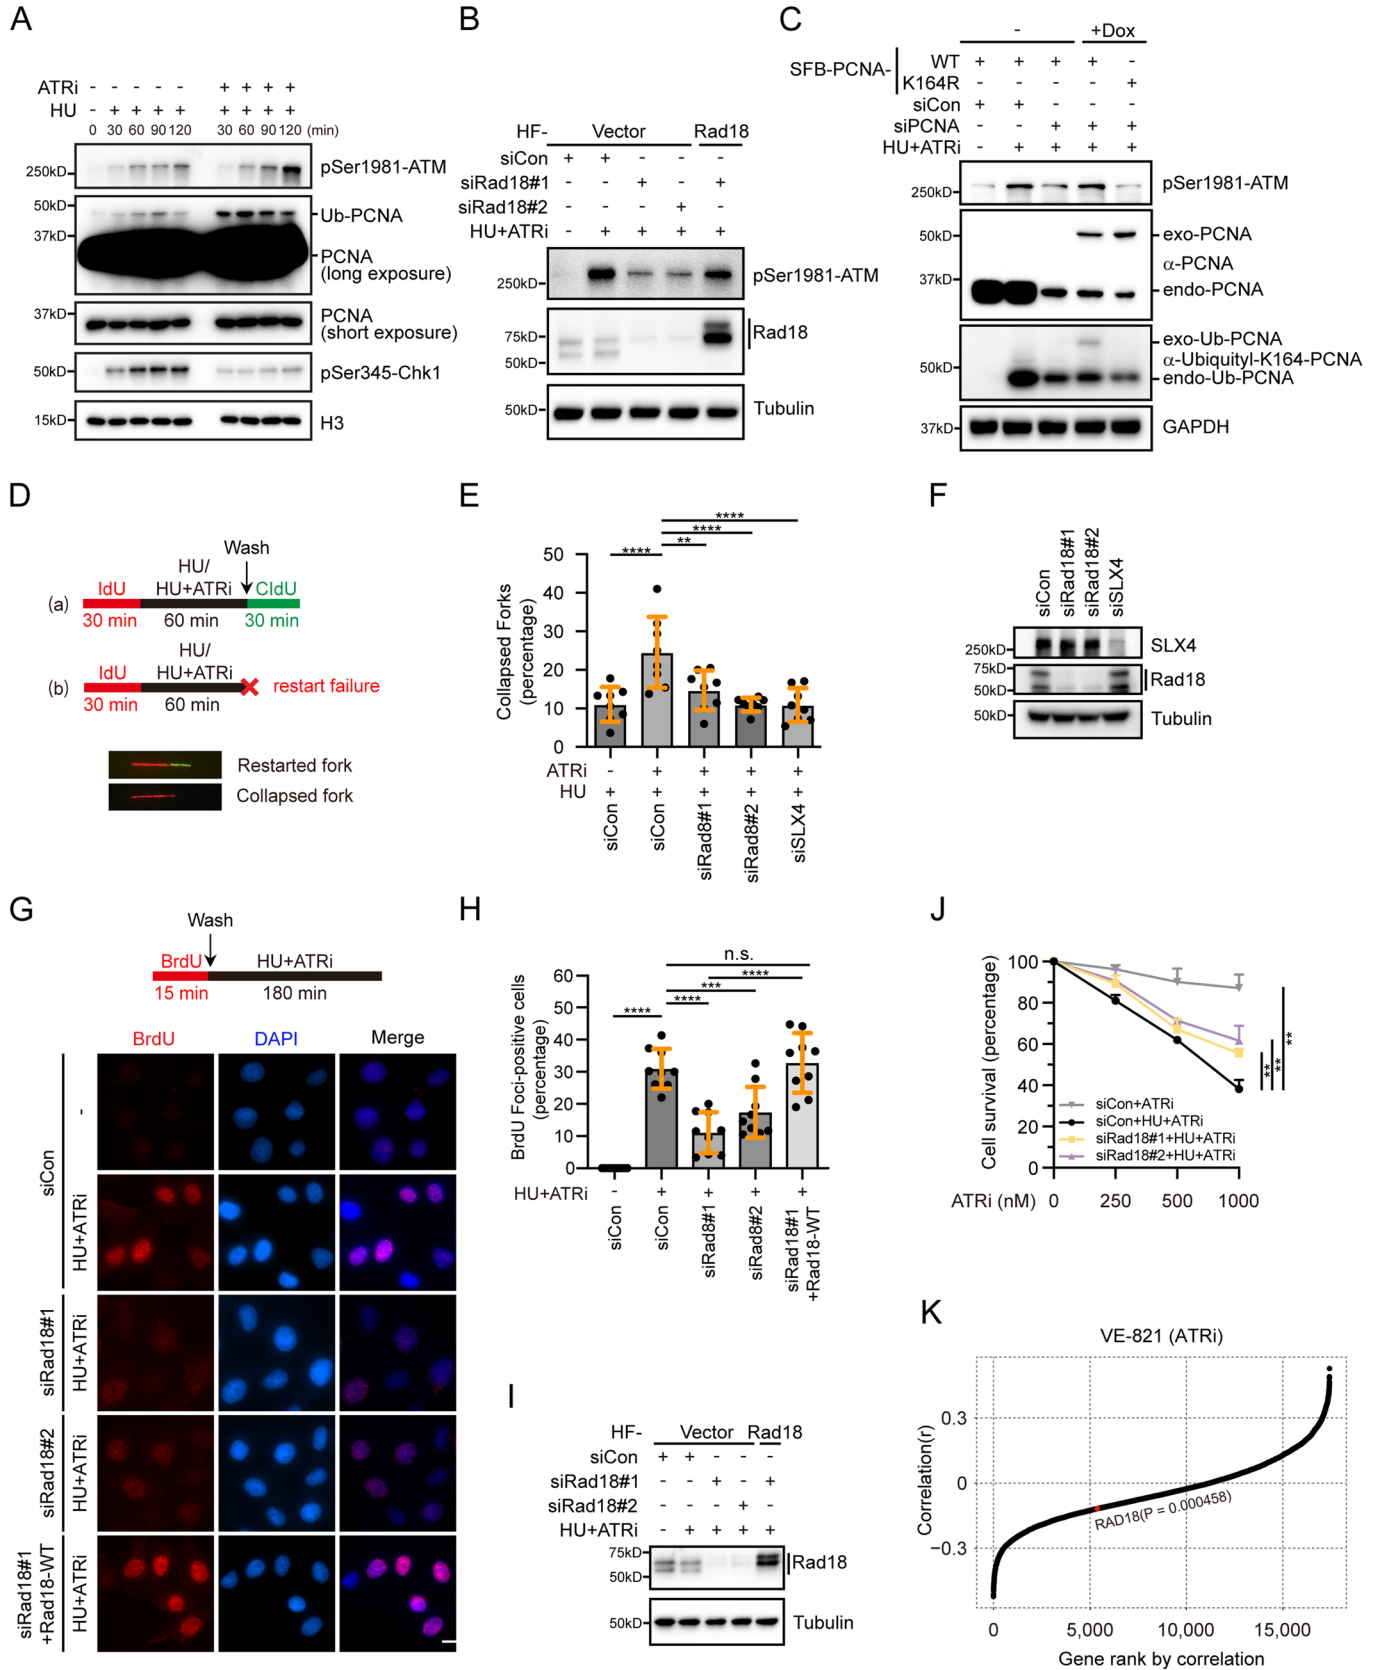 A
ATRi - - - - - + + + +
HU - + + + + + + + +
0 30 60 90 120 30 60 90 120 (min)
250kD
pSer1981-ATM
50kD
Ub-PCNA
37kD
PCNA
(long exposure)
37kD
PCNA
(short exposure)
50kD
pSer345-Chk1
15kD
H3
B
HF- Vector Rad18
siCon + + - - -
siRad18#1 - - + - +
siRad18#2 - - - + -
HU+ATRi - + + + +
250kD
pSer1981-ATM
75kD
Rad18
50kD
50kD
Tubulin
C
- +Dox
SFB-PCNA-
WT + + + + -
K164R - - - - +
siCon + + - - -
siPCNA - - + + +
HU+ATRi - + + + +
250kD
pSer1981-ATM
50kD
exo-PCNA
α-PCNA
37kD
endo-PCNA
exo-Ub-PCNA
α-Ubiquityl-K164-PCNA
50kD
endo-Ub-PCNA
37kD
GAPDH
D
Wash
HU/
IdU HU+ATRi CldU
(a)
30 min 60 min 30 min
HU/
IdU HU+ATRi
(b)
restart failure
30 min 60 min
Restarted fork
Collapsed fork
E
Collapsed Forks
(percentage)
50
40
30
20
10
0
****
****
**
****
ATRi - + + + +
HU + + + + +
siCon
siCon
siRad8#1
siRad8#2
siSLX4
F
siCon
siRad18#1
siRad18#2
siSLX4
250kD
SLX4
75kD
Rad18
50kD
50kD
Tubulin
G
Wash
BrdU HU+ATRi
15 min 180 min
BrdU DAPI Merge
siCon
-
HU+ATRi
siRad18#1
HU+ATRi
siRad18#2
HU+ATRi
siRad18#1
+Rad18-WT
HU+ATRi
H
BrdU Foci-positive cells
(percentage)
60
50
40
30
20
10
0
n.s.
****
***
****
****
HU+ATRi - + + + +
siCon
siCon
siRad8#1
siRad8#2
siRad18#1
+Rad18-WT
I
HF- Vector Rad18
siCon + + - - -
siRad18#1 - - + - +
siRad18#2 - - - + -
HU+ATRi - + + + +
75kD
Rad18
50kD
50kD
Tubulin
J
Cell survival (percentage)
100
80
60
40
20
0
siCon+ATRi
siCon+HU+ATRi
siRad18#1+HU+ATRi
siRad18#2+HU+ATRi
**
**
**
ATRi (nM) 0 250 500 1000
K
VE-821 (ATRi)
Correlation(r)
0.3
0
−0.3
RAD18(P = 0.000458)
0 5,000 10,000 15,000
Gene rank by correlation